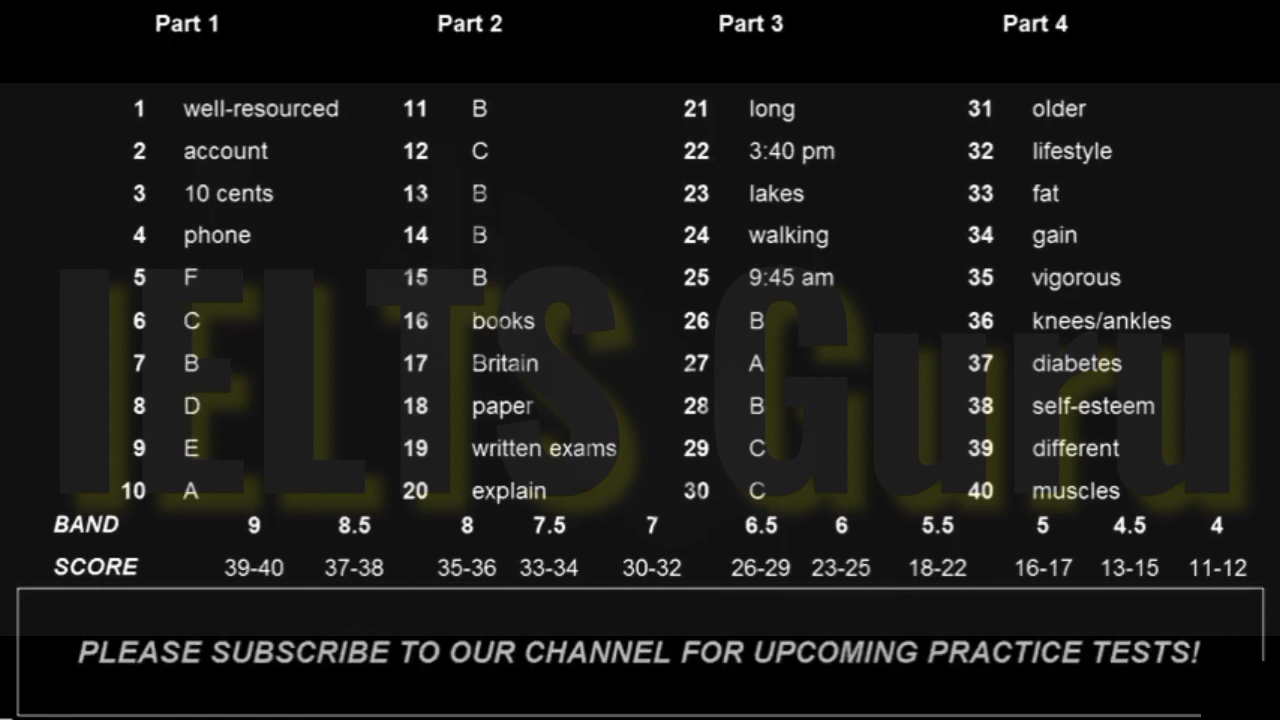 Part 1 Part 2 Part 3 Part 4
1 well-resourced 11 B 21 long 31 older
2 account 12 C 22 3:40 pm 32 lifestyle
3 10 cents 13 B 23 lakes 33 fat
4 phone 14 B 24 walking 34 gain
5 F 15 B 25 9:45 am 35 vigorous
6 C 16 books 26 B 36 knees/ankles
7 B 17 Britain 27 A 37 diabetes
8 D 18 paper 28 B 38 self-esteem
9 E 19 written exams 29 C 39 different
10 A 20 explain 30 C 40 muscles
IELTS Guru
BAND 9 8.5 8 7.5 7 6.5 6 5.5 5 4.5 4
SCORE 39-40 37-38 35-36 33-34 30-32 26-29 23-25 18-22 16-17 13-15 11-12
PLEASE SUBSCRIBE TO OUR CHANNEL FOR UPCOMING PRACTICE TESTS!